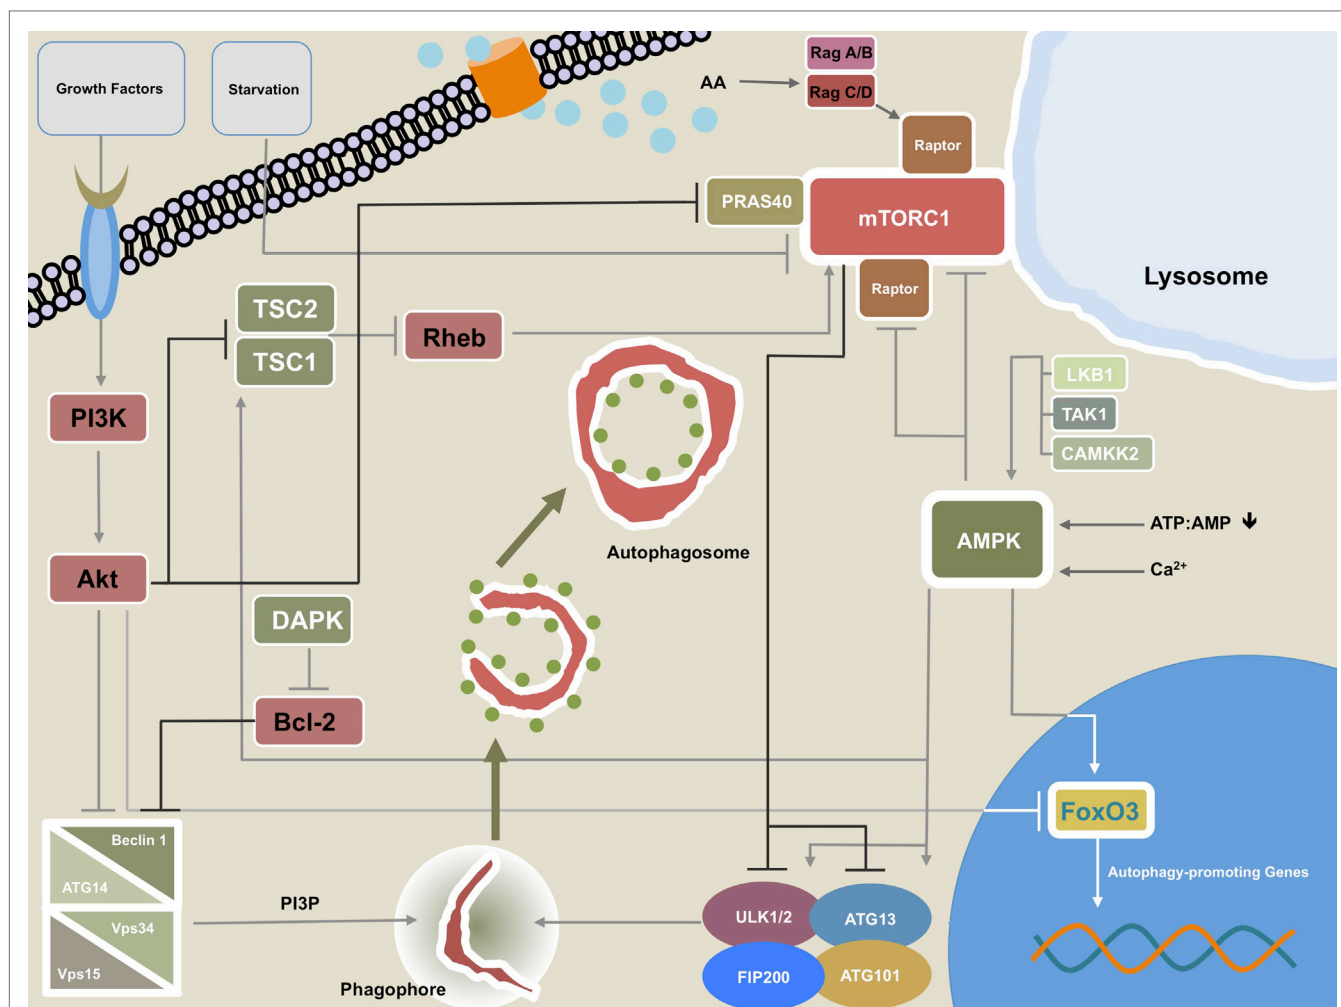 Growth Factors
Starvation
AA
Rag A/B
Rag C/D
Raptor
PRAS40
mTORC1
Raptor
Lysosome
TSC2
TSC1
Rheb
PI3K
LKB1
TAK1
CAMKK2
Akt
Autophagosome
AMPK
ATP:AMP
Ca²⁺
DAPK
Bcl-2
FoxO3
Beclin 1
ATG14
Vps34
Vps15
PI3P
Phagophore
ULK1/2
ATG13
FIP200
ATG101
Autophagy-promoting Genes